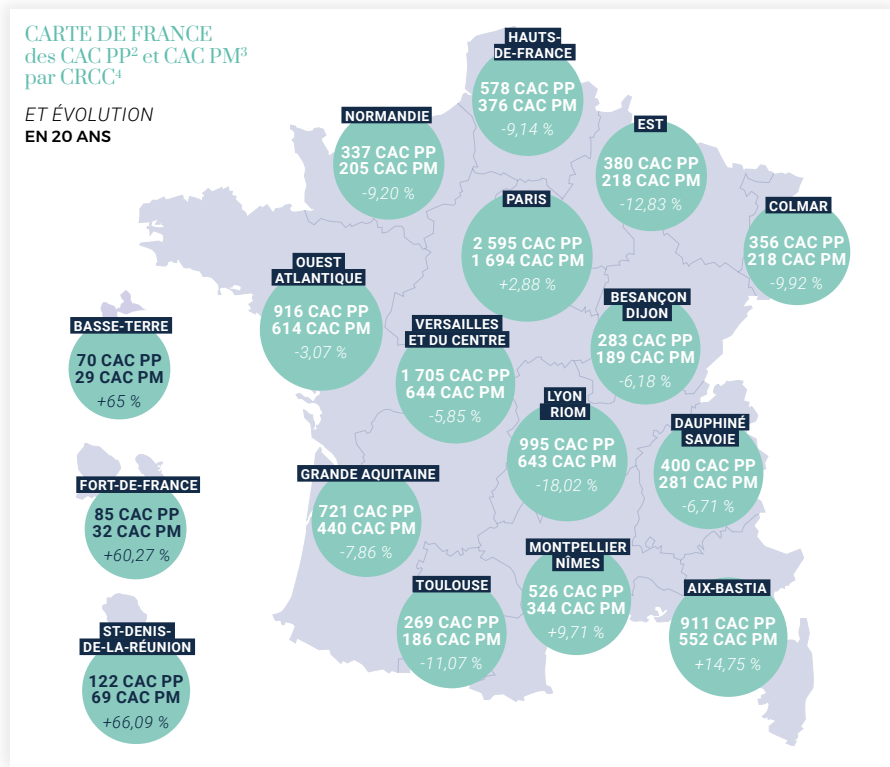 CARTE DE FRANCE
des CAC PP² et CAC PM³
par CRCC⁴
ET ÉVOLUTION
EN 20 ANS
HAUTS-
DE-FRANCE
578 CAC PP
376 CAC PM
-9,14 %
NORMANDIE
337 CAC PP
205 CAC PM
-9,20 %
EST
380 CAC PP
218 CAC PM
-12,83 %
PARIS
2 595 CAC PP
1 694 CAC PM
+2,88 %
COLMAR
356 CAC PP
218 CAC PM
-9,92 %
OUEST
ATLANTIQUE
916 CAC PP
614 CAC PM
-3,07 %
BESANÇON
DIJON
283 CAC PP
189 CAC PM
-6,18 %
BASSE-TERRE
70 CAC PP
29 CAC PM
+65 %
VERSAILLES
ET DU CENTRE
1 705 CAC PP
644 CAC PM
-5,85 %
LYON
RIOM
995 CAC PP
643 CAC PM
-18,02 %
DAUPHINÉ
SAVOIE
400 CAC PP
281 CAC PM
-6,71 %
FORT-DE-FRANCE
85 CAC PP
32 CAC PM
+60,27 %
GRANDE AQUITAINE
721 CAC PP
440 CAC PM
-7,86 %
MONTPELLIER
NÎMES
526 CAC PP
344 CAC PM
+9,71 %
TOULOUSE
269 CAC PP
186 CAC PM
-11,07 %
AIX-BASTIA
911 CAC PP
552 CAC PM
+14,75 %
ST-DENIS-
DE-LA-RÉUNION
122 CAC PP
69 CAC PM
+66,09 %